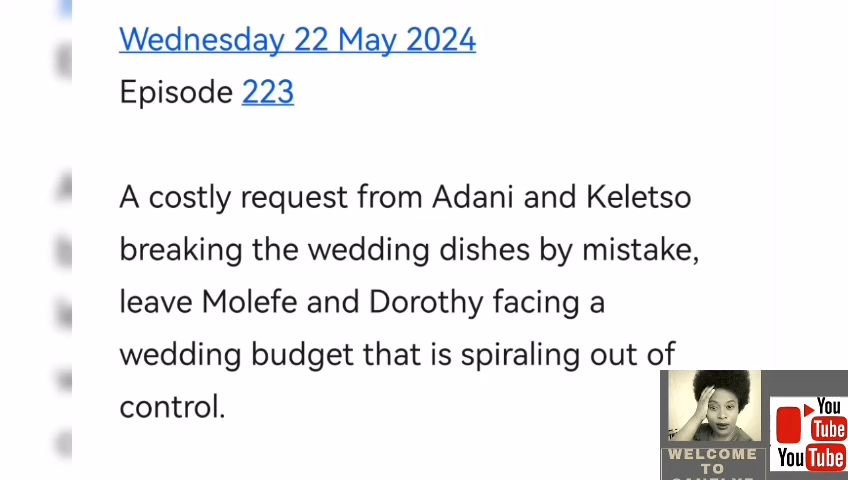 Wednesday 22 May 2024
Episode 223
A costly request from Adani and Keletso
breaking the wedding dishes by mistake,
leave Molefe and Dorothy facing a
wedding budget that is spiraling out of
control.
WELCOME
TO
You
Tube
YouTube